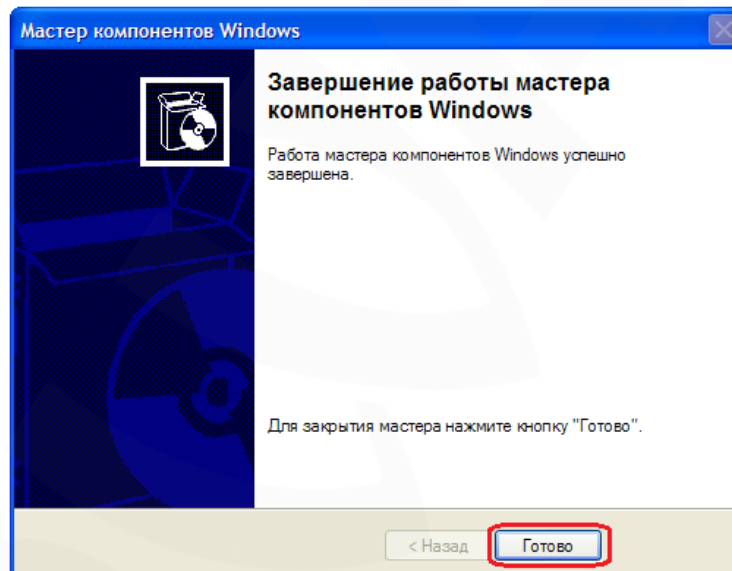 Мастер компонентов Windows
Завершение работы мастера
компонентов Windows
Работа мастера компонентов Windows успешно
завершена.
Для закрытия мастера нажмите кнопку "Готово".
< Назад
Готово